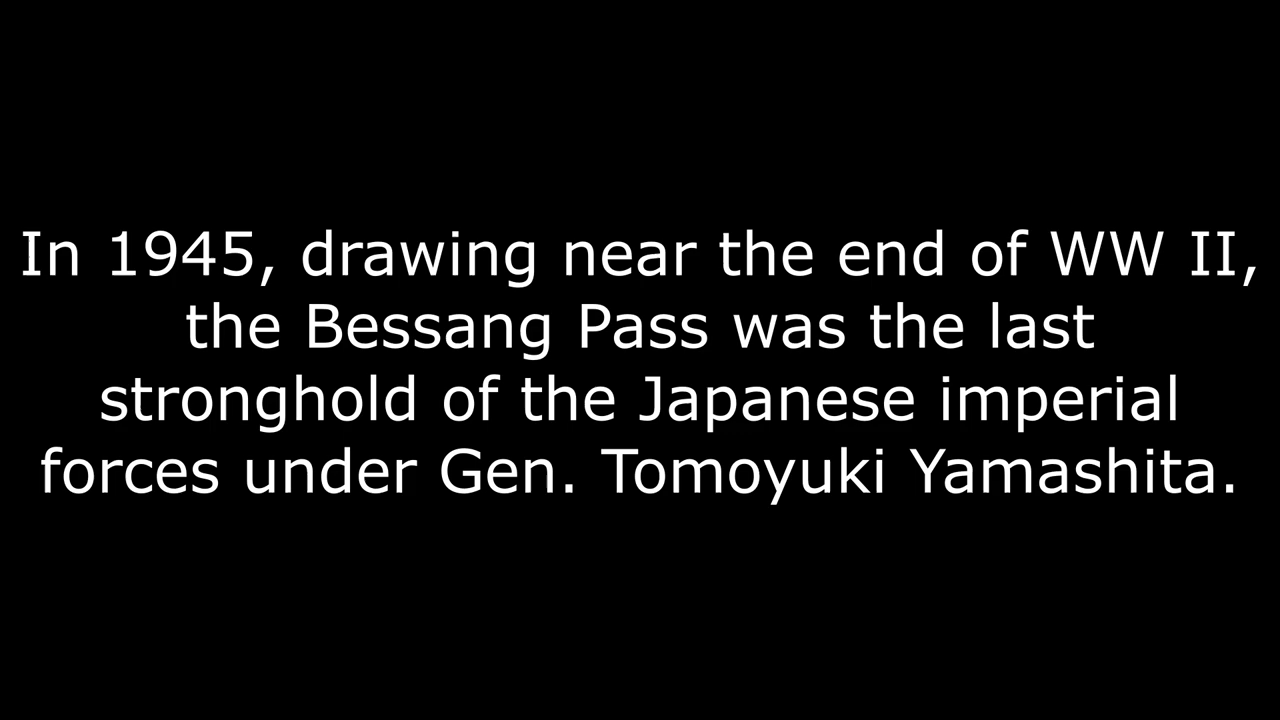 In 1945, drawing near the end of WW II,
the Bessang Pass was the last
stronghold of the Japanese imperial
forces under Gen. Tomoyuki Yamashita.